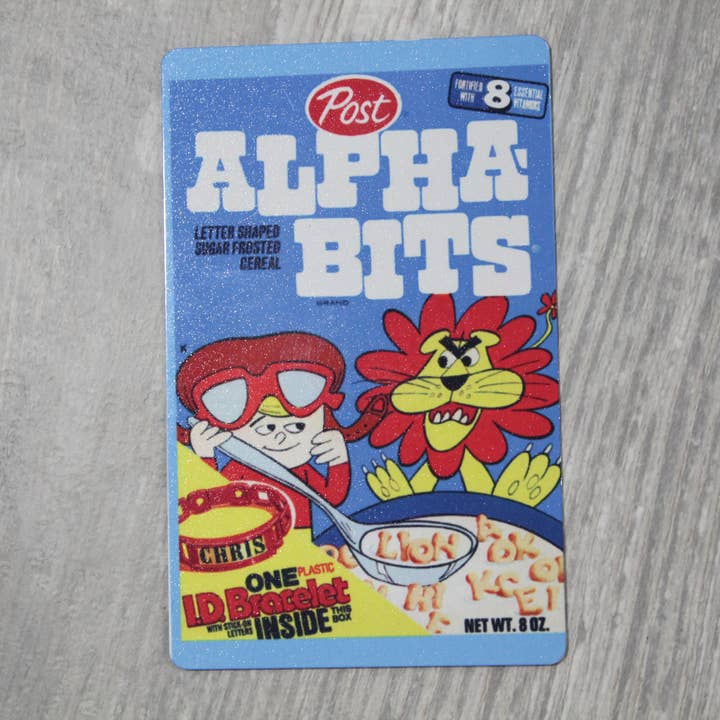 Post
FORTIFIED WITH 8 ESSENTIAL VITAMINS
ALPHA
BITS
LETTER SHAPED
SUGAR FROSTED
CEREAL
BRAND
K
CHRIS
LION
ONE PLASTIC
I.D. Bracelet
WITH STICK-ON
LETTERS
INSIDE THIS
BOX
NET WT. 8 OZ.